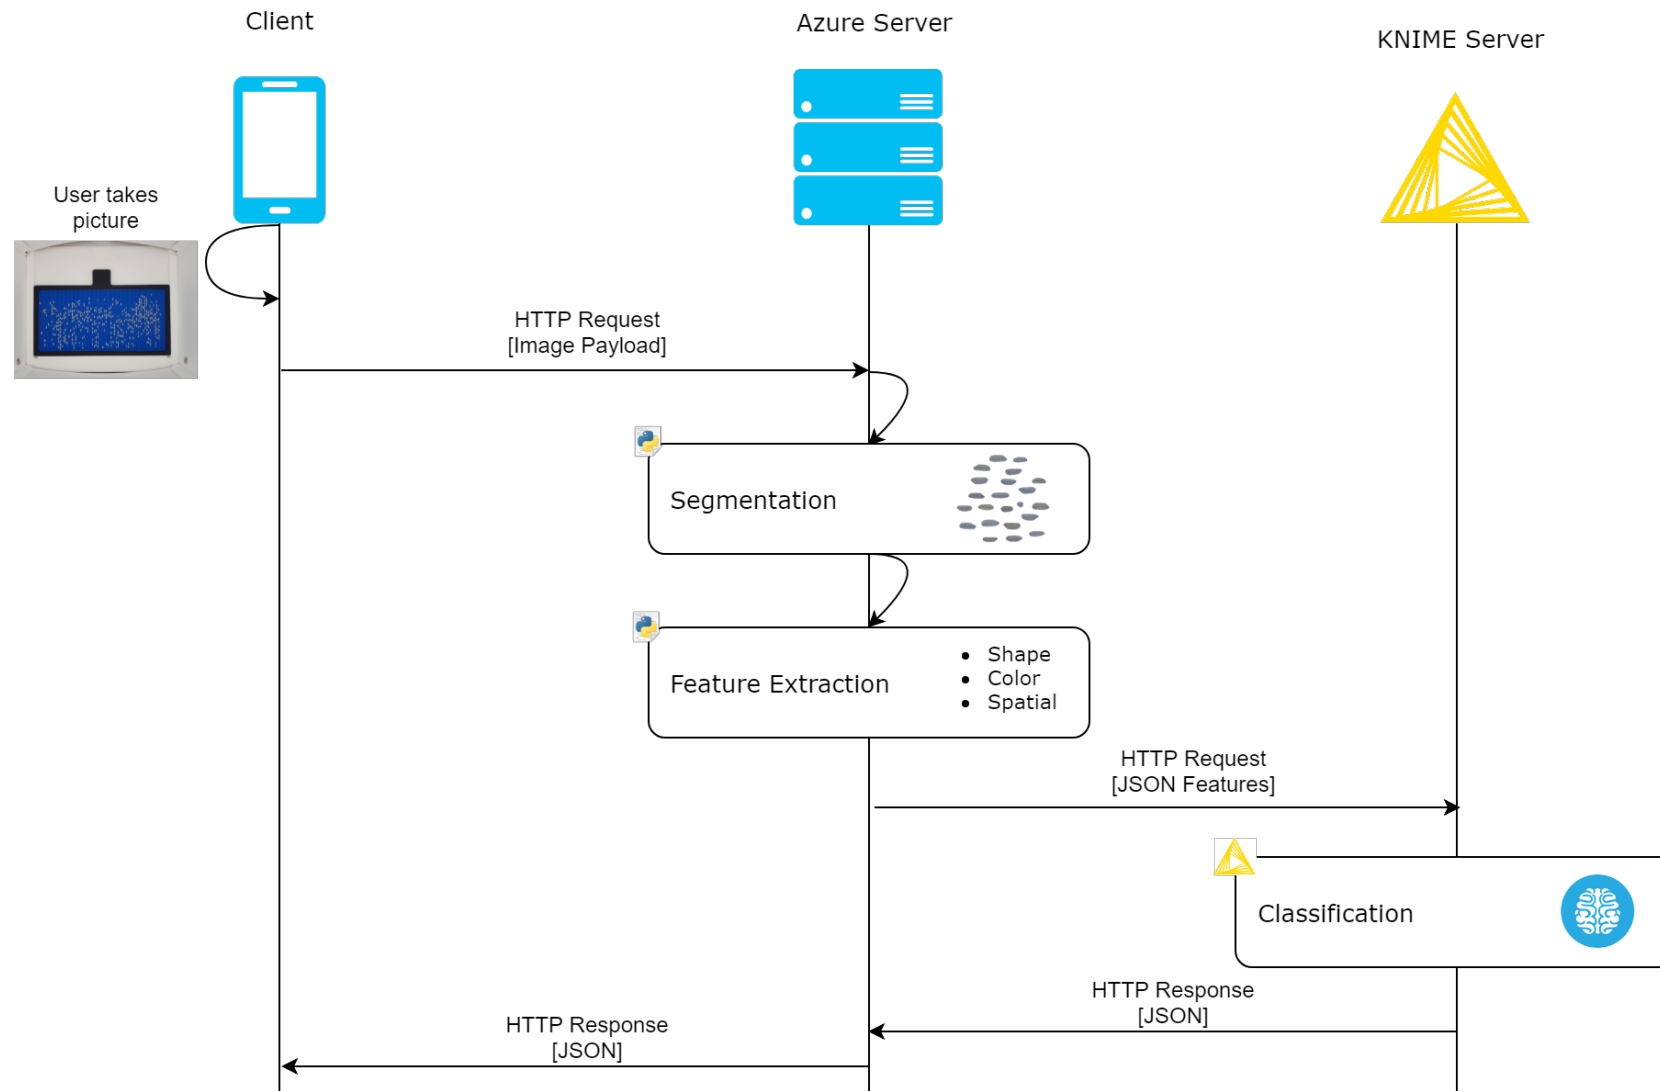 Client
Azure Server
KNIME Server
User takes
picture
HTTP Request
[Image Payload]
Segmentation
Feature Extraction
Shape
Color
Spatial
HTTP Request
[JSON Features]
Classification
HTTP Response
[JSON]
HTTP Response
[JSON]